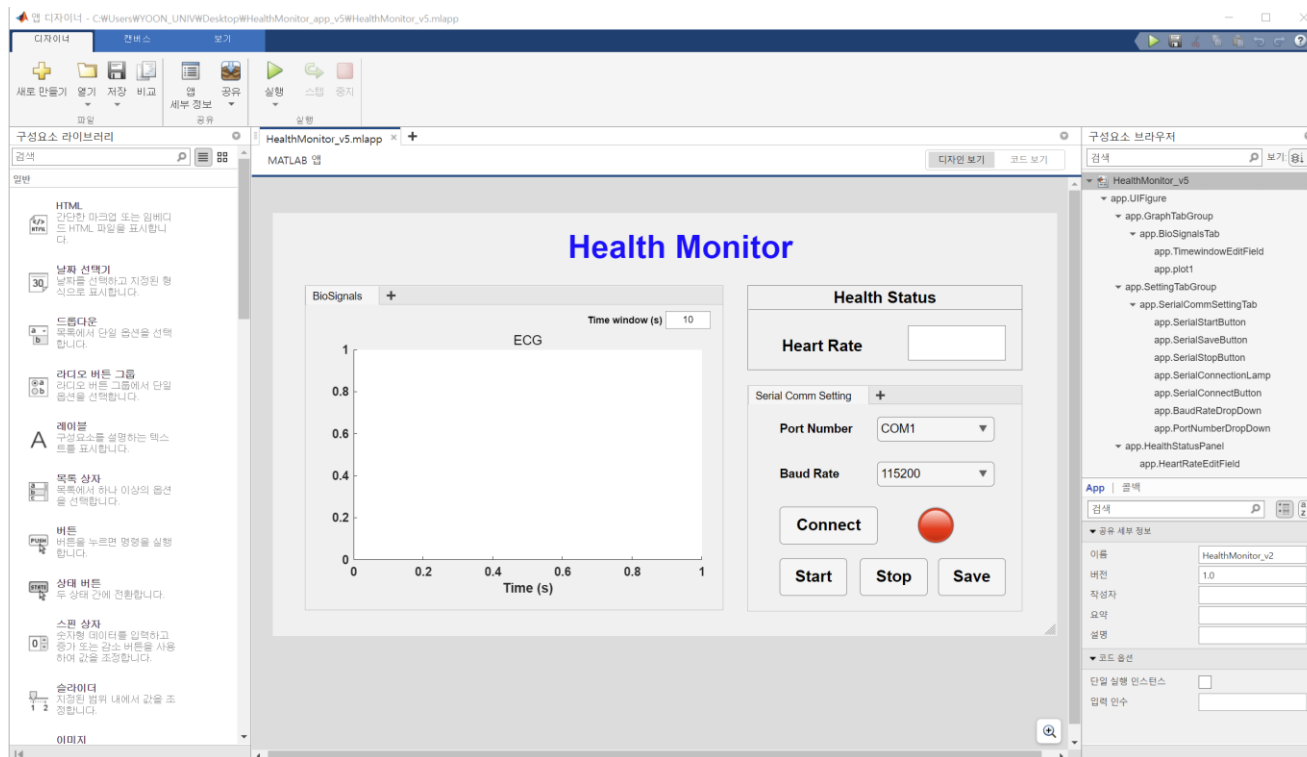 앱 디자이너 - C:₩Users₩YOON_UNIV₩Desktop₩HealthMonitor_app_v5₩HealthMonitor_v5.mlapp
디자이너 캔버스 보기
새로 만들기 열기 저장 비교 앱 세부 정보 공유 실행 스텝 중지
파일 공유 실행
구성요소 라이브러리
검색
일반
HTML
간단한 마크업 또는 임베디
드 HTML 파일을 표시합니
다.
30
날짜 선택기
날짜를 선택하고 지정된 형
식으로 표시합니다.
드롭다운
목록에서 단일 옵션을 선택
합니다.
라디오 버튼 그룹
라디오 버튼 그룹에서 단일
옵션을 선택합니다.
A
레이블
구성요소를 설명하는 텍스
트를 표시합니다.
목록 상자
목록에서 하나 이상의 옵션
을 선택합니다.
버튼
버튼을 누르면 명령을 실행
합니다.
상태 버튼
두 상태 간에 전환합니다.
스핀 상자
숫자형 데이터를 입력하고
증가 또는 감소 버튼을 사용
하여 값을 조정합니다.
슬라이더
지정된 범위 내에서 값을 조
정합니다.
이미지
HealthMonitor_v5.mlapp
MATLAB 앱
디자인 보기 코드 보기
Health Monitor
BioSignals
Time window (s) 10
ECG
1
0.8
0.6
0.4
0.2
0
0 0.2 0.4 0.6 0.8 1
Time (s)
Health Status
Heart Rate
Serial Comm Setting
Port Number COM1
Baud Rate 115200
Connect
Start Stop Save
구성요소 브라우저
검색 보기:
HealthMonitor_v5
app.UIFigure
app.GraphTabGroup
app.BioSignalsTab
app.TimewindowEditField
app.plot1
app.SettingTabGroup
app.SerialCommSettingTab
app.SerialStartButton
app.SerialSaveButton
app.SerialStopButton
app.SerialConnectionLamp
app.SerialConnectButton
app.BaudRateDropDown
app.PortNumberDropDown
app.HealthStatusPanel
app.HeartRateEditField
App | 콜백
검색
공유 세부 정보
이름 HealthMonitor_v2
버전 1.0
작성자
요약
설명
코드 옵션
단일 실행 인스턴스
입력 인수